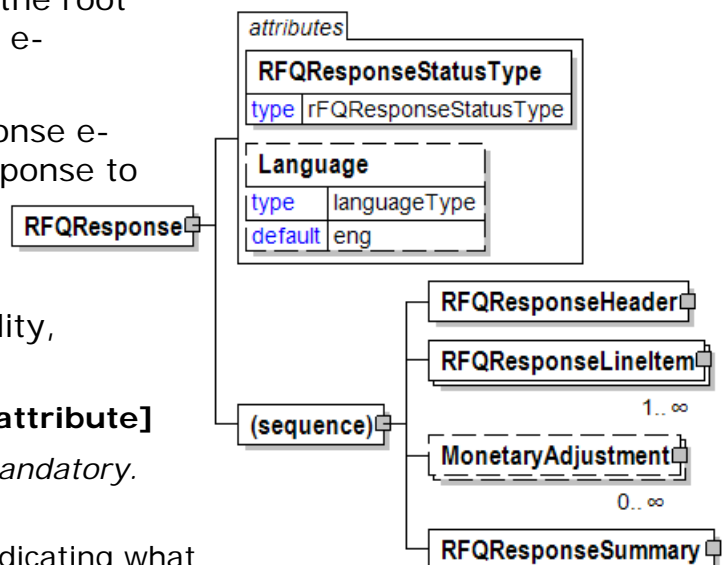 the root
e-
onse e-
ponse to
lity,
attribute]
andatory.
dicating what
attributes
RFQResponseStatusType
type rFQResponseStatusType
Language
type languageType
default eng
RFQResponse
(sequence)
RFQResponseHeader
RFQResponseLineItem
1.. ∞
MonetaryAdjustment
0.. ∞
RFQResponseSummary